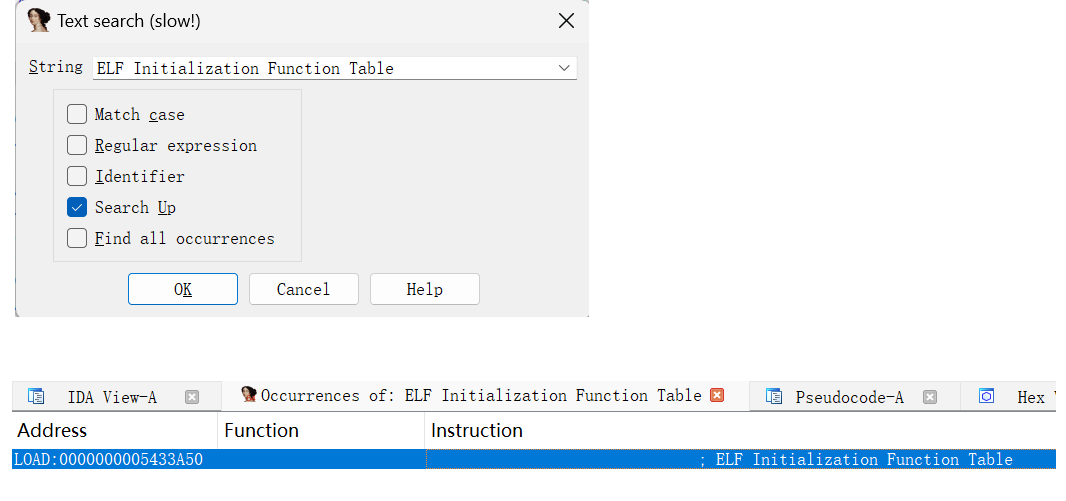 Text search (slow!)
String ELF Initialization Function Table
Match case
Regular expression
Identifier
Search Up
Find all occurrences
OK Cancel Help
IDA View-A Occurrences of: ELF Initialization Function Table Pseudocode-A Hex
Address Function Instruction
LOAD:0000000005433A50 ; ELF Initialization Function Table